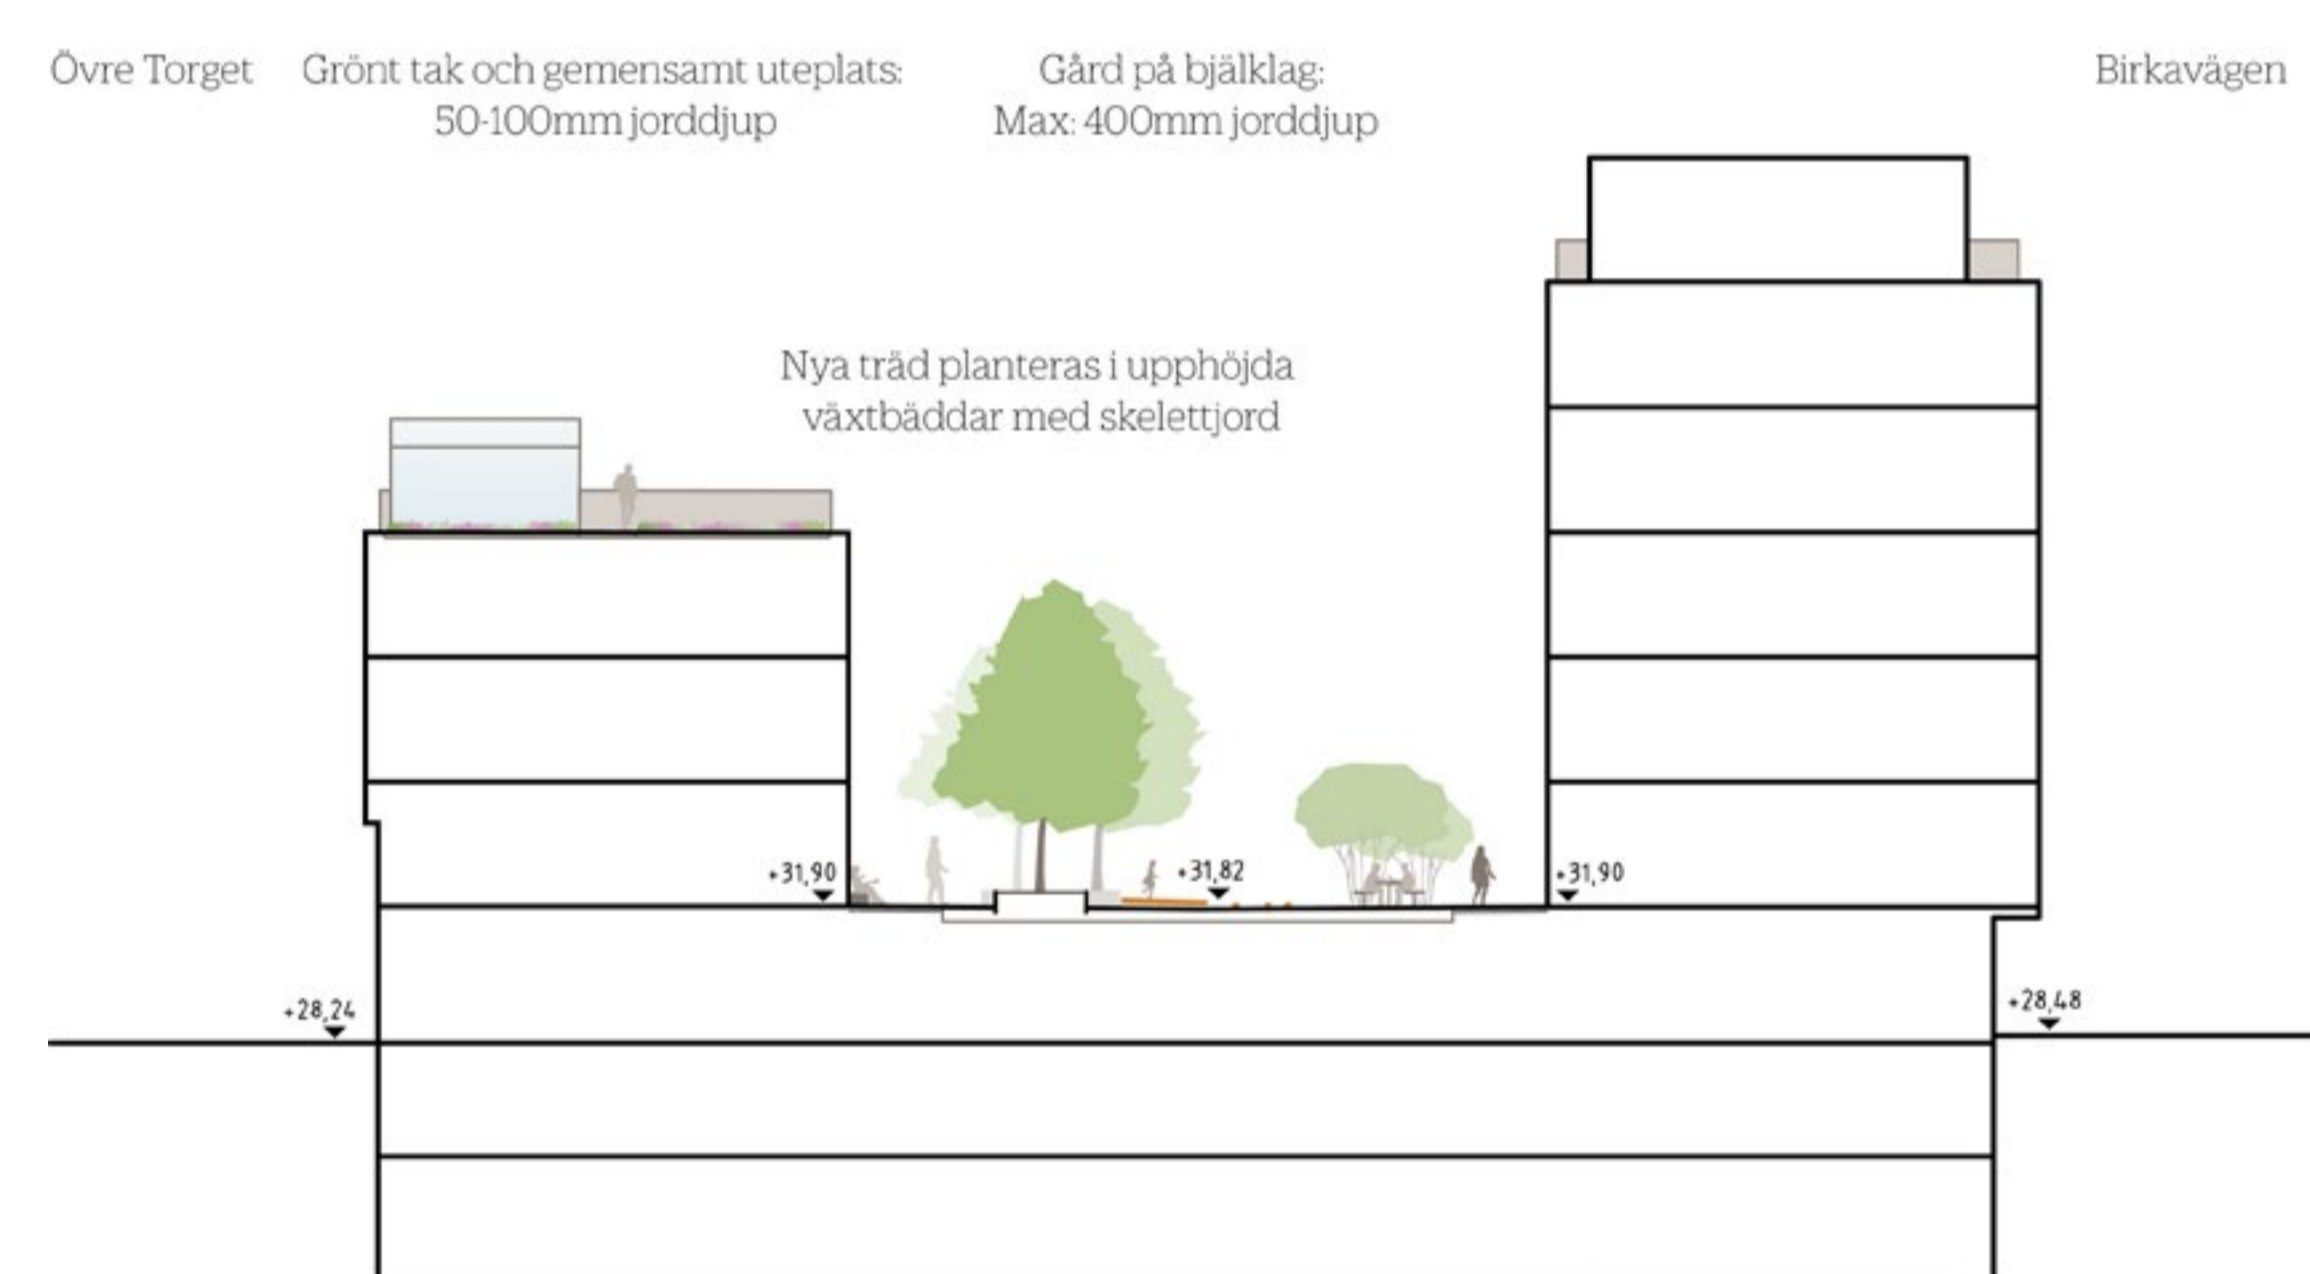 Övre Torget
Grönt tak och gemensamt uteplats:
50-100mm jorddjup
Gård på bjälklag:
Max: 400mm jorddjup
Birkavägen
Nya träd planteras i upphöjda
växtbäddar med skelettjord
+31,90
+31,82
+31,90
+28,24
+28,48